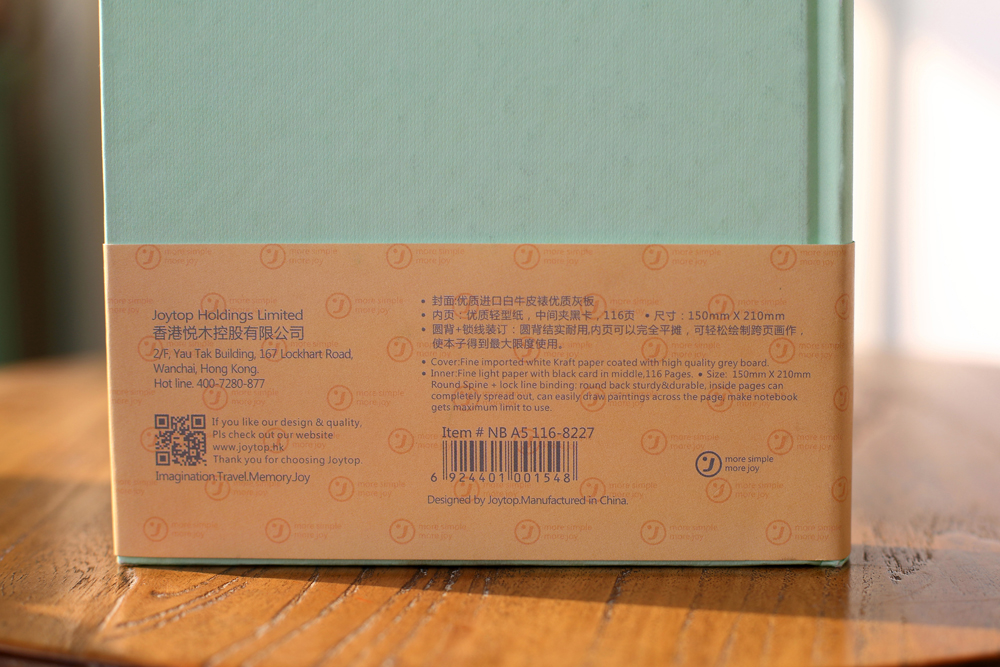 Joytop Holdings Limited
香港悦木控股有限公司
2/F, Yau Tak Building, 167 Lockhart Road,
Wanchai, Hong Kong.
Hot line. 400-7280-877
If you like our design & quality,
Pls check out our website
www.joytop.hk
Thank you for choosing Joytop.
Imagination.Travel.Memory.Joy
• 封面:优质进口白牛皮裱优质灰板
• 内页：优质轻型纸，中间夹黑卡，116页 • 尺寸：150mm X 210mm
• 圆背+锁线装订：圆背结实耐用,内页可以完全平摊，可轻松绘制跨页画作，
使本子得到最大限度使用。
• Cover:Fine imported white Kraft paper coated with high quality grey board.
• Inner:Fine light paper with black card in middle,116 Pages. • Size: 150mm X 210mm
Round Spine + lock line binding: round back sturdy&durable, inside pages can
completely spread out, can easily draw paintings across the page, make notebook
gets maximum limit to use.
Item # NB A5 116-8227
6 924401 001548
Designed by Joytop.Manufactured in China.
more simple
more joy